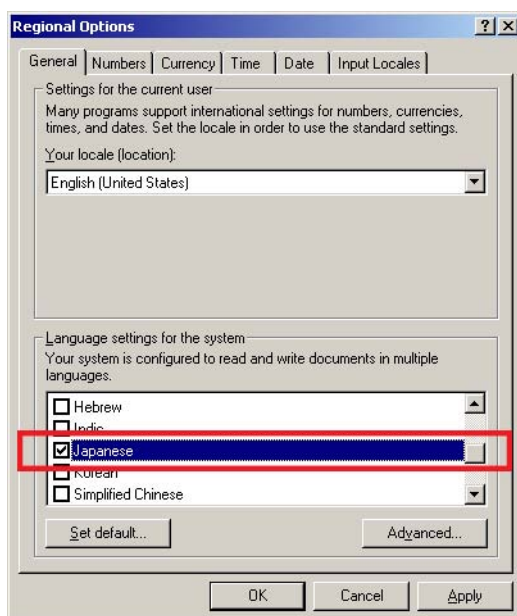 Regional Options
General Numbers Currency Time Date Input Locales
Settings for the current user
Many programs support international settings for numbers, currencies,
times, and dates. Set the locale in order to use the standard settings.
Your locale (location):
English (United States)
Language settings for the system
Your system is configured to read and write documents in multiple
languages.
Hebrew
Indic
Japanese
Korean
Simplified Chinese
Set default... Advanced...
OK Cancel Apply